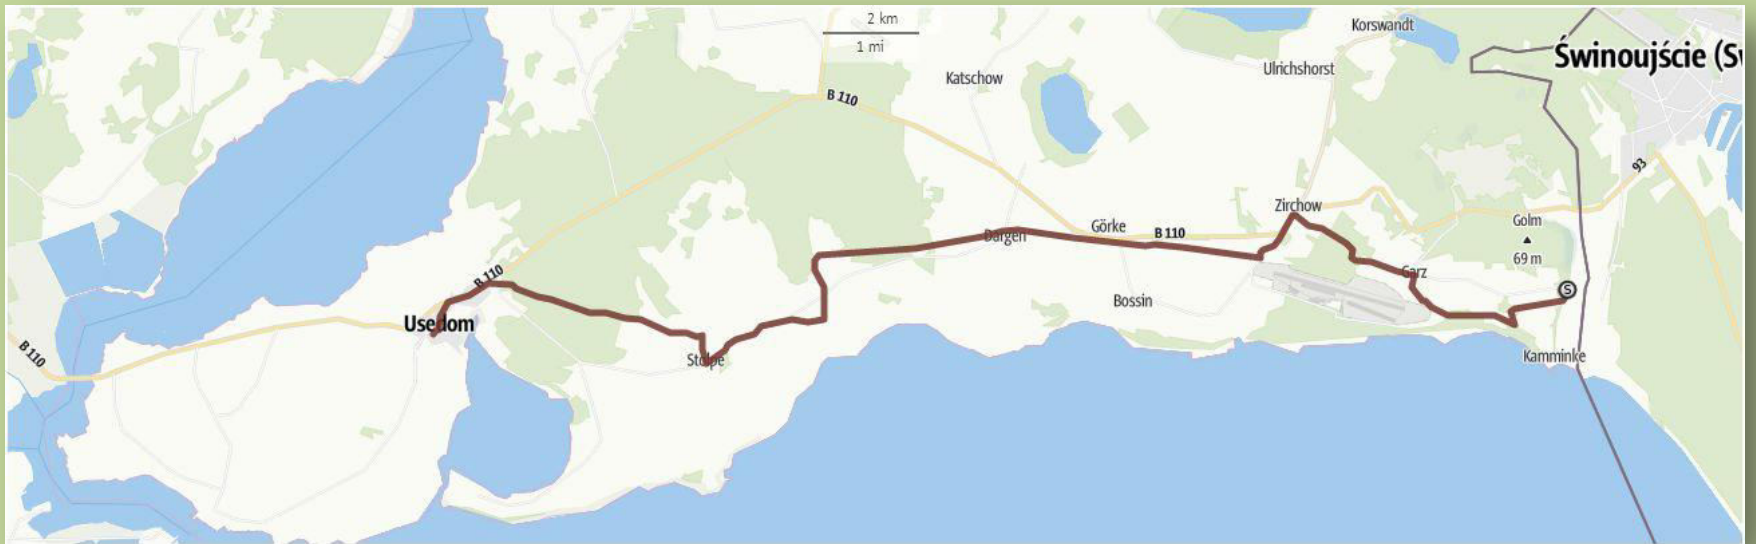 2 km
1 mi
Korswandt
Świnoujście (Sw
Ulrichshorst
Katschow
B 110
93
Zirchow
Golm
69 m
Görke
B 110
Dargen
Garz
S
B 110
Bossin
Usedom
B 110
Stolpe
Kamminke